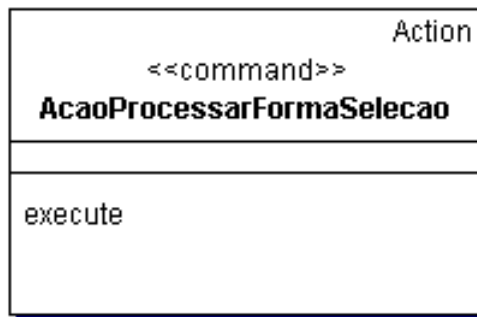 Action
<<command>>
AcaoProcessarFormaSelecao
execute